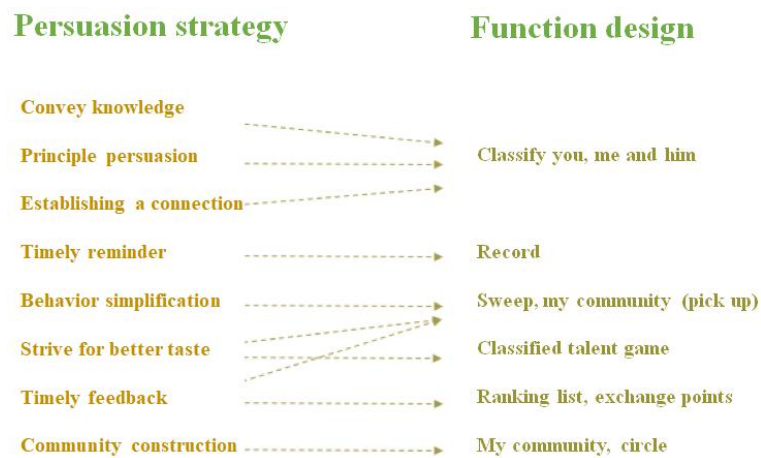 Persuasion strategy
Function design
Convey knowledge
Principle persuasion
Classify you, me and him
Establishing a connection
Timely reminder
Record
Behavior simplification
Sweep, my community (pick up)
Strive for better taste
Classified talent game
Timely feedback
Ranking list, exchange points
Community construction
My community, circle